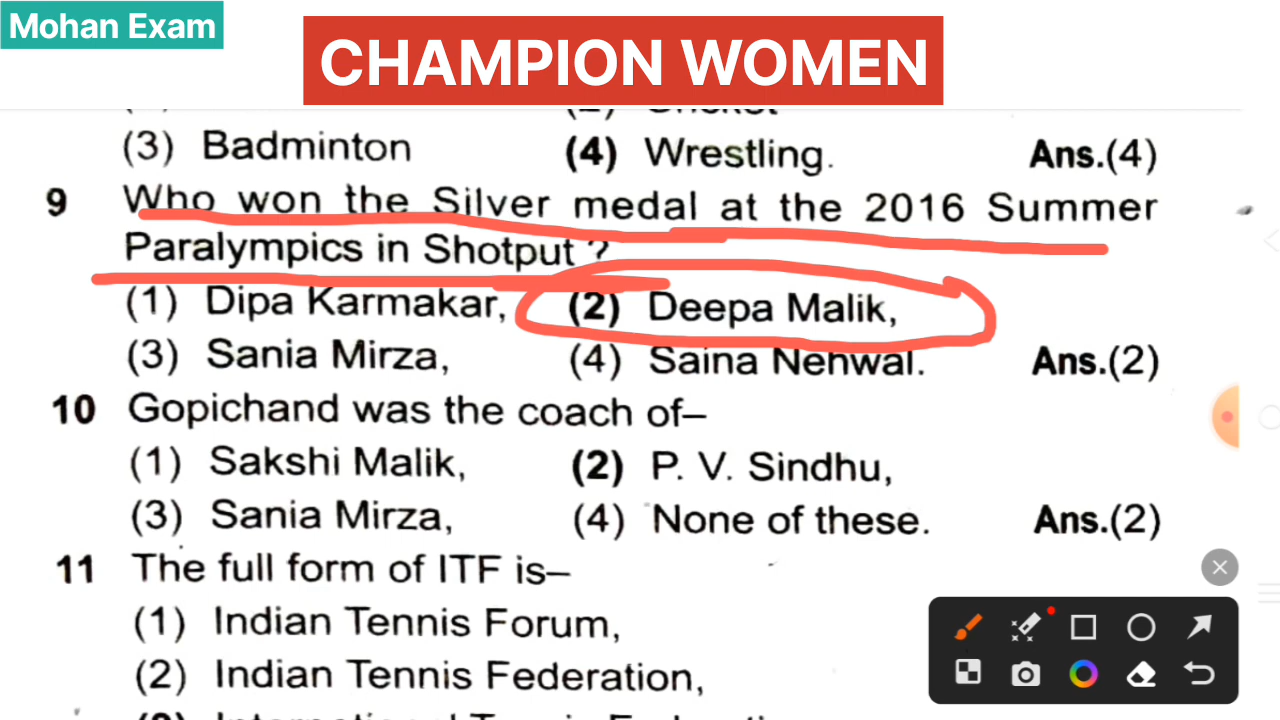 Mohan Exam
CHAMPION WOMEN
(3) Badminton (4) Wrestling. Ans.(4)
9 Who won the Silver medal at the 2016 Summer
Paralympics in Shotput ?
(1) Dipa Karmakar, (2) Deepa Malik,
(3) Sania Mirza, (4) Saina Nehwal. Ans.(2)
10 Gopichand was the coach of–
(1) Sakshi Malik, (2) P. V. Sindhu,
(3) Sania Mirza, (4) None of these. Ans.(2)
11 The full form of ITF is–
(1) Indian Tennis Forum,
(2) Indian Tennis Federation,